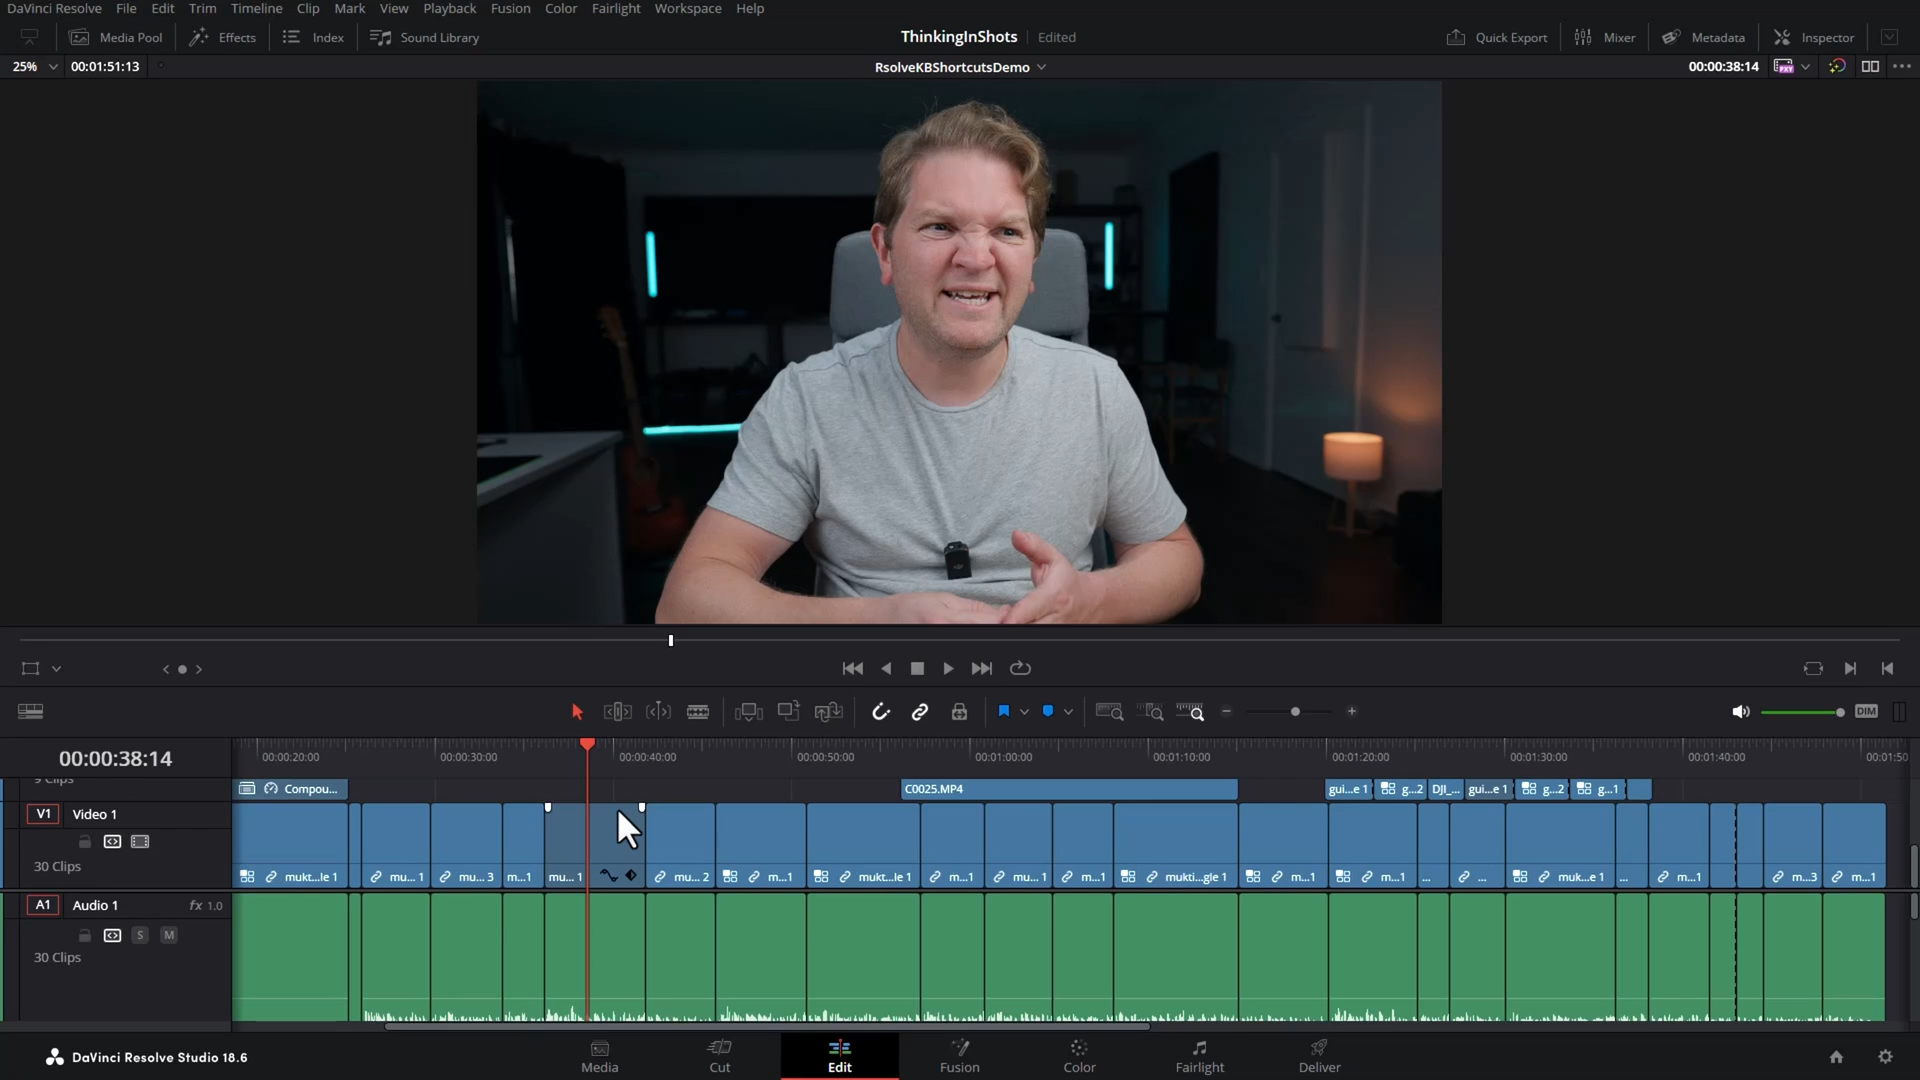 DaVinci Resolve File Edit Trim Timeline Clip Mark View Playback Fusion Color Fairlight Workspace Help
Media Pool Effects Index Sound Library ThinkingInShots Edited Quick Export Mixer Metadata Inspector
25% 00:01:51:13 RsolveKBShortcutsDemo 00:00:38:14 PXY
DIM
00:00:38:14 00:00:20:00 00:00:30:00 00:00:40:00 00:00:50:00 00:01:00:00 00:01:10:00 00:01:20:00 00:01:30:00 00:01:40:00 00:01:50
9 Clips Compou... C0025.MP4 gui...e 1 g...2 DJI_... gui...e 1 g...2 g...1
V1 Video 1
30 Clips
mukt...le 1 mu... 1 mu... 3 m...1 mu... 1 mu... 2 m...1 mukt...le 1 m...1 mu... 1 m...1 mukti...gle 1 m...1 m...1 ... ... muk...e 1 ... m...1 m...3 m...1
A1 Audio 1 fx 1.0
S M
30 Clips
DaVinci Resolve Studio 18.6 Media Cut Edit Fusion Color Fairlight Deliver